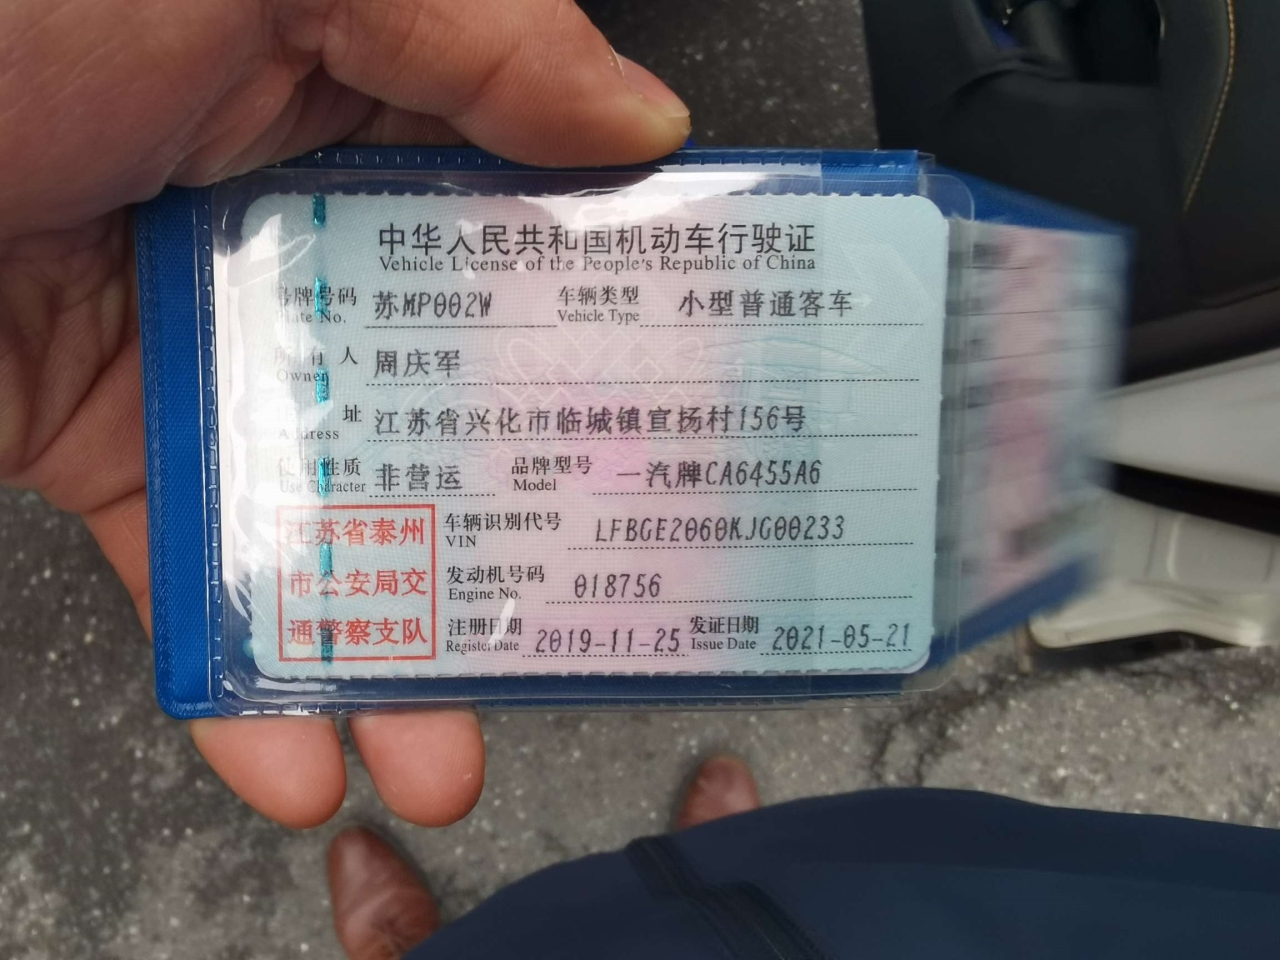 中华人民共和国机动车行驶证
Vehicle License of the People's Republic of China
号牌号码 苏MP002W 车辆类型 小型普通客车
Plate No. Vehicle Type
所有人 周庆军
Owner
住址 江苏省兴化市临城镇宣扬村156号
Address
使用性质 非营运 品牌型号 一汽牌CA6455A6
Use Character Model
江苏省泰州
市公安局交
通警察支队
车辆识别代号 LFBGE2060KJG00233
VIN
发动机号码 018756
Engine No.
注册日期 2019-11-25 发证日期 2021-05-21
Register Date Issue Date